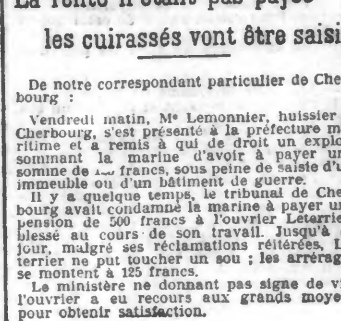 La rente n'étant pas payée
les cuirassés vont être saisi
De notre correspondant particulier de Che
bourg :
Vendredi matin, Me Lemonnier, huissier
Cherbourg, s'est présenté à la préfecture m
ritime et a remis à qui de droit un explo
sommant la marine d'avoir à payer un
somme de francs, sous peine de saisie d'u
immeuble ou d'un bâtiment de guerre.
Il y a quelque temps, le tribunal de Che
bourg avait condamné la marine à payer un
pension de 500 francs à l'ouvrier Leterrie
blessé au cours de son travail. Jusqu'à
jour, malgré ses réclamations réitérées, L
terrier ne put toucher un sou ; les arrérag
se montent à 125 francs.
Le ministère ne donnant pas signe de vi
l'ouvrier a eu recours aux grands moye
pour obtenir satisfaction.